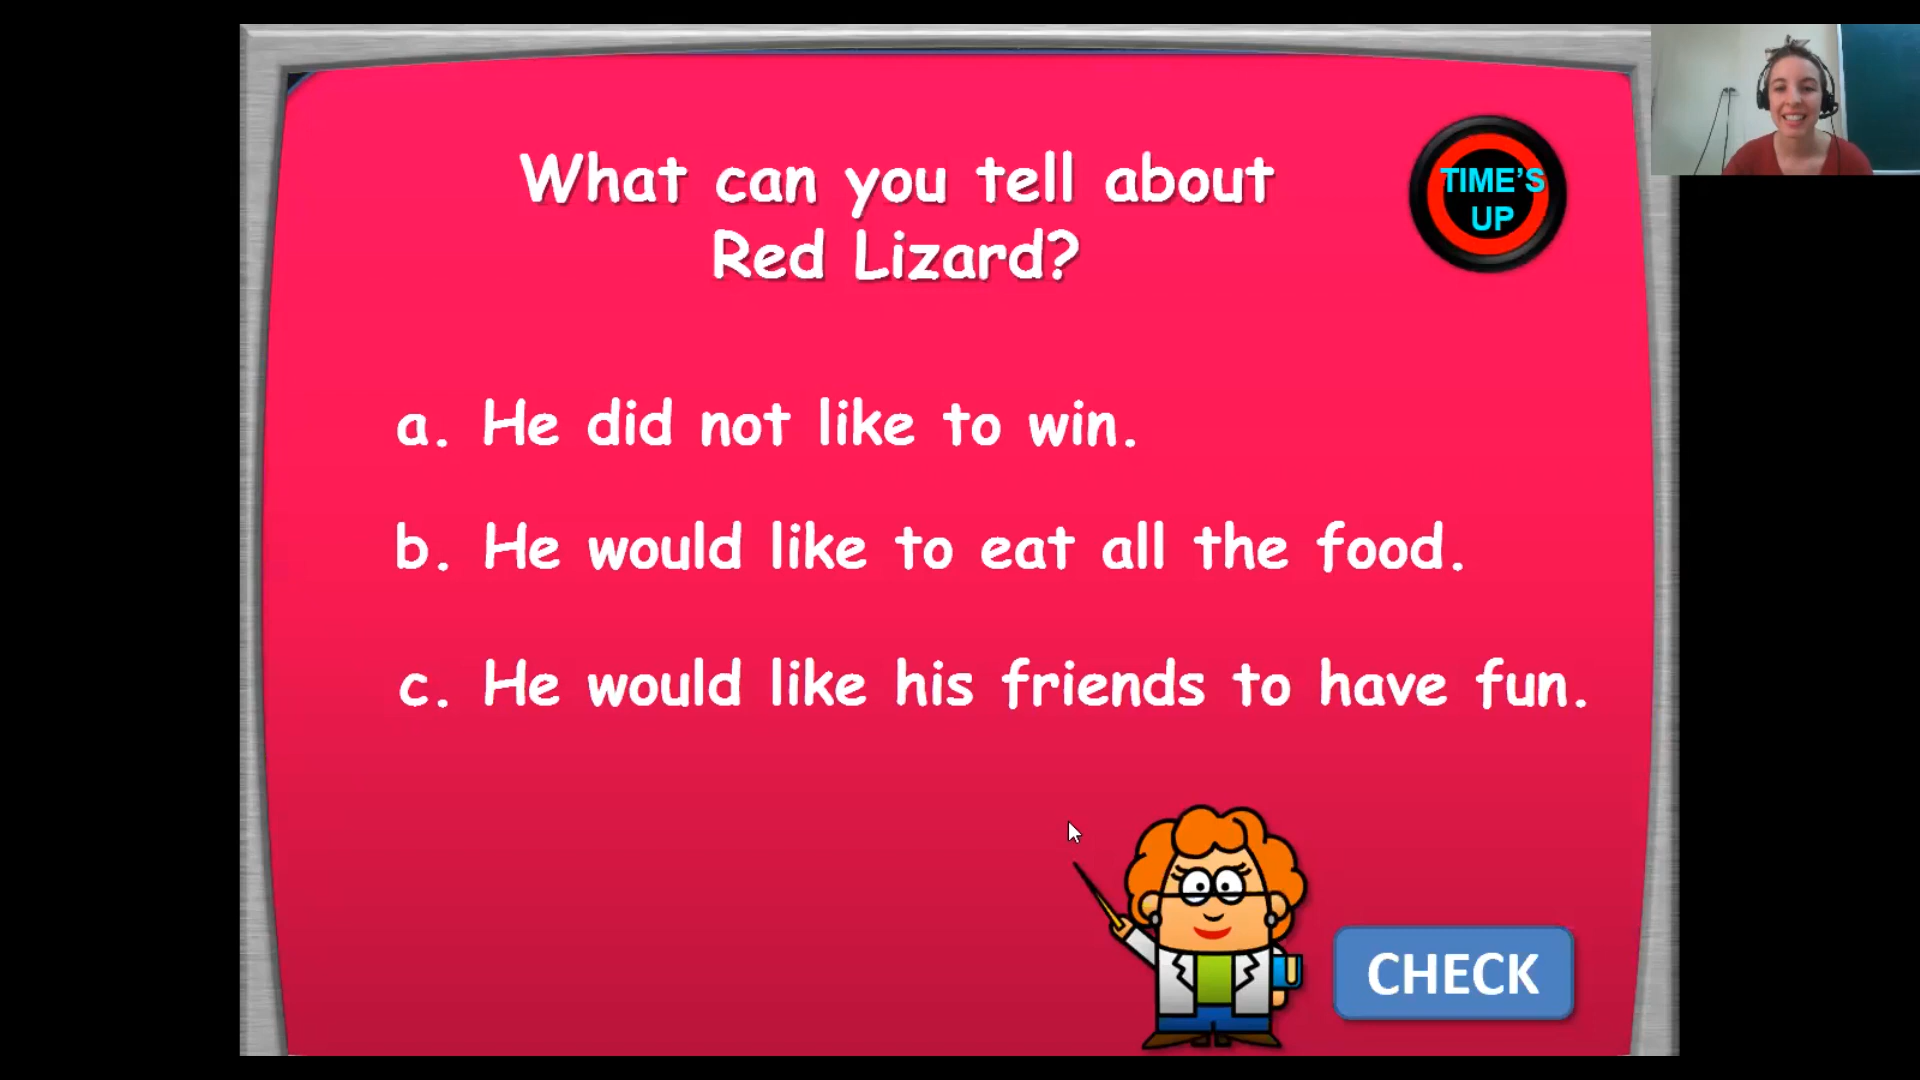 What can you tell about
Red Lizard?
TIME'S
UP
a. He did not like to win.
b. He would like to eat all the food.
c. He would like his friends to have fun.
CHECK